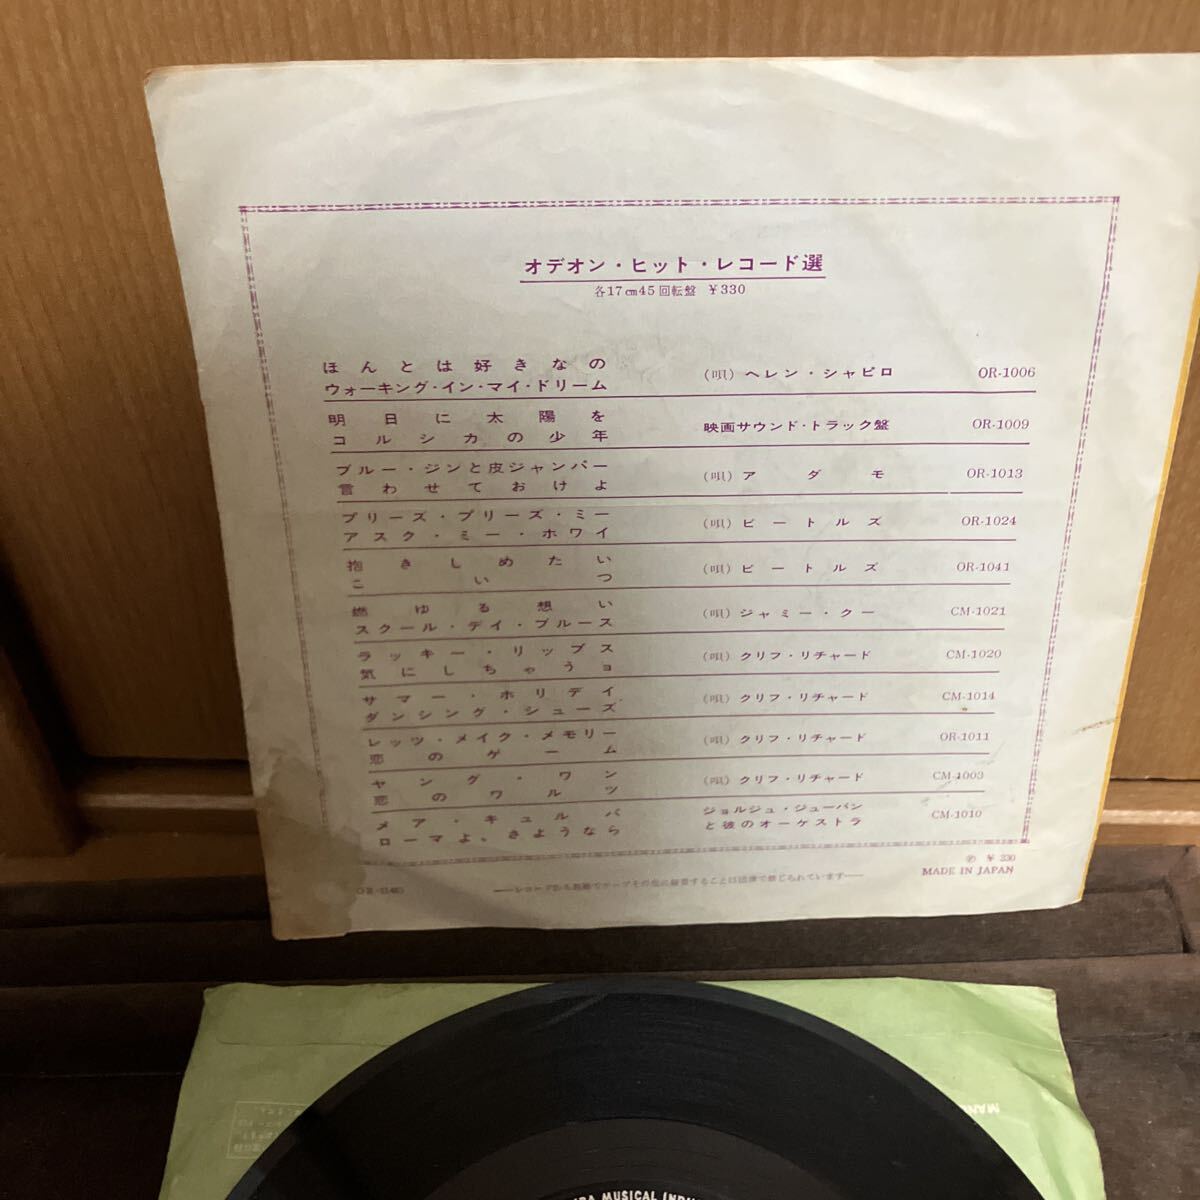 オデオン・ヒット・レコード選
各17cm45回転盤 ¥330
ほんとは好きなの
ウォーキング・イン・マイ・ドリーム
(唄) ヘレン・シャピロ OR-1006
明日に太陽を
コルシカの少年
映画サウンド・トラック盤 OR-1009
ブルー・ジンと皮ジャンパー
言わせておけよ
(唄) アダモ OR-1013
プリーズ・プリーズ・ミー
アスク・ミー・ホワイ
(唄) ビートルズ OR-1024
抱きしめたい
こいつ
(唄) ビートルズ OR-1041
燃ゆる想い
スクール・デイ・ブルース
(唄) ジャミー・クー CM-1021
ラッキー・リップス
気にしちゃうョ
(唄) クリフ・リチャード CM-1020
サマー・ホリデイ
ダンシング・シューズ
(唄) クリフ・リチャード CM-1014
レッツ・メイク・メモリー
恋のゲーム
(唄) クリフ・リチャード OR-1011
ヤング・ワン
恋のワルツ
(唄) クリフ・リチャード CM-1003
メア・キュルパ
ローマよ、さようなら
ジョルジュ・ジューバン
と彼のオーケストラ
CM-1010
Ⓟ ¥330
MADE IN JAPAN
MUSICAL